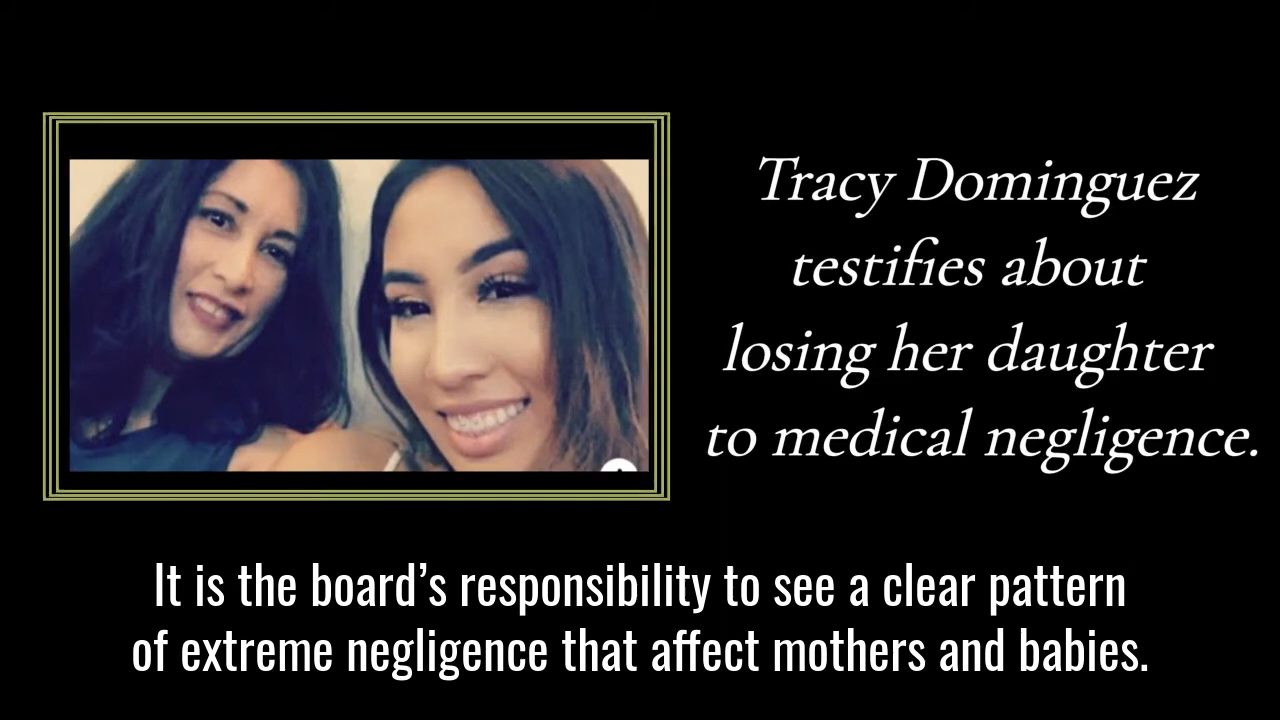 Tracy Dominguez
testifies about
losing her daughter
to medical negligence.
It is the board’s responsibility to see a clear pattern
of extreme negligence that affect mothers and babies.